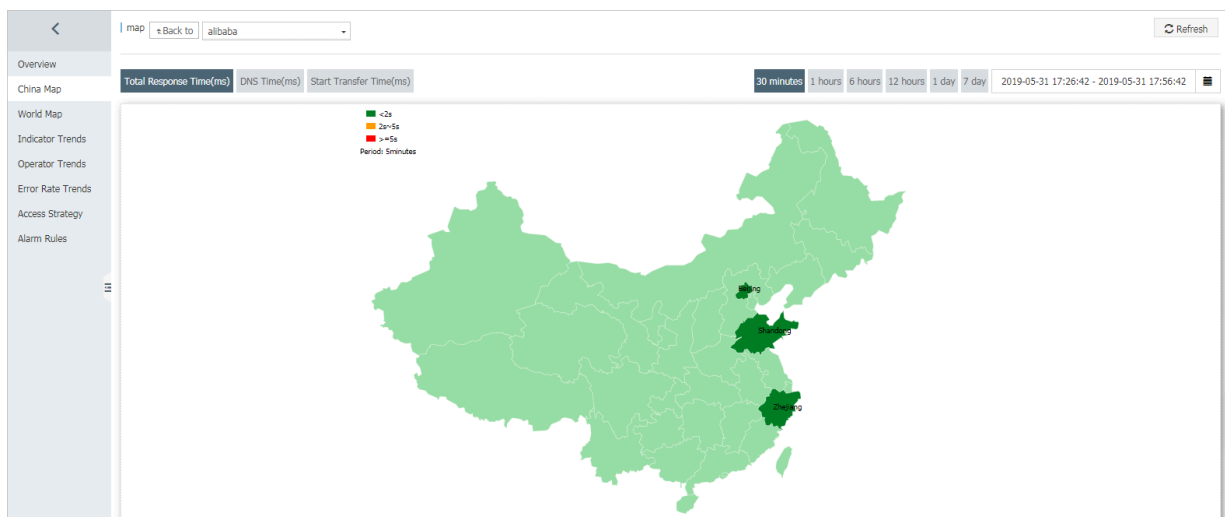 | map Back to alibaba
Refresh
Overview
China Map
World Map
Indicator Trends
Operator Trends
Error Rate Trends
Access Strategy
Alarm Rules
Total Response Time(ms) DNS Time(ms) Start Transfer Time(ms)
30 minutes 1 hours 6 hours 12 hours 1 day 7 day 2019-05-31 17:26:42 - 2019-05-31 17:56:42
<2s
2s~5s
>=5s
Period: 5minutes
Beijing
Shandong
Zhejiang